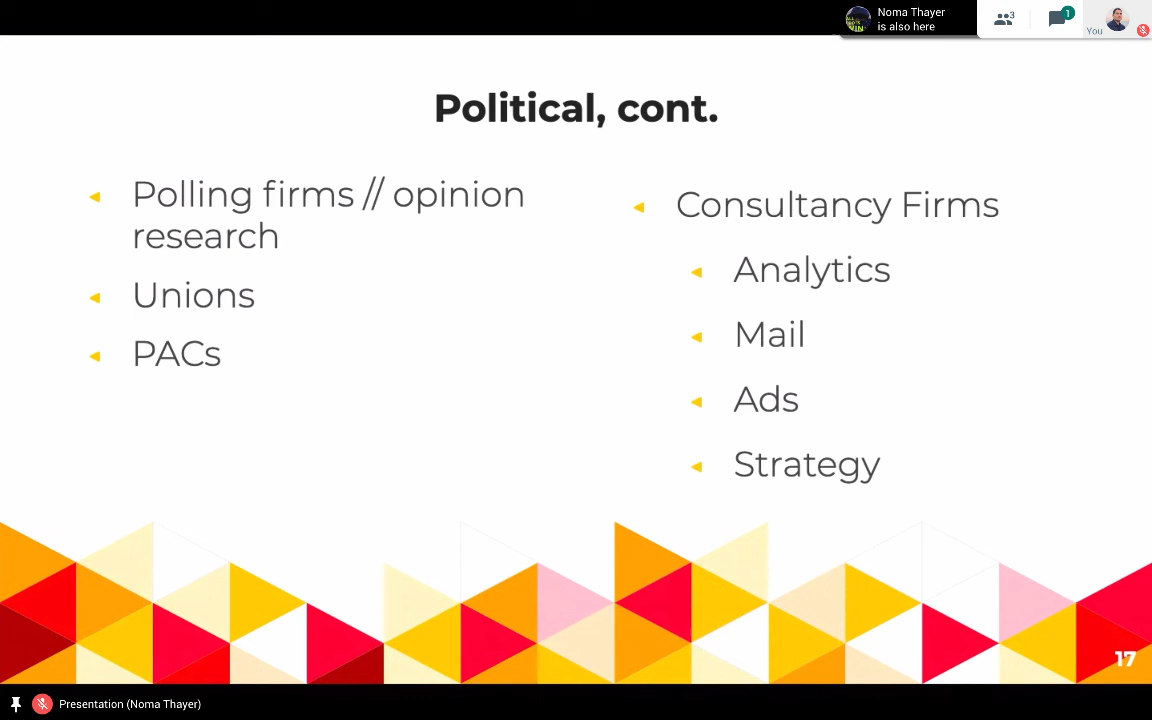 Noma Thayer
is also here
3
1
You
Political, cont.
Polling firms // opinion
research
Unions
PACs
Consultancy Firms
Analytics
Mail
Ads
Strategy
17
Presentation (Noma Thayer)